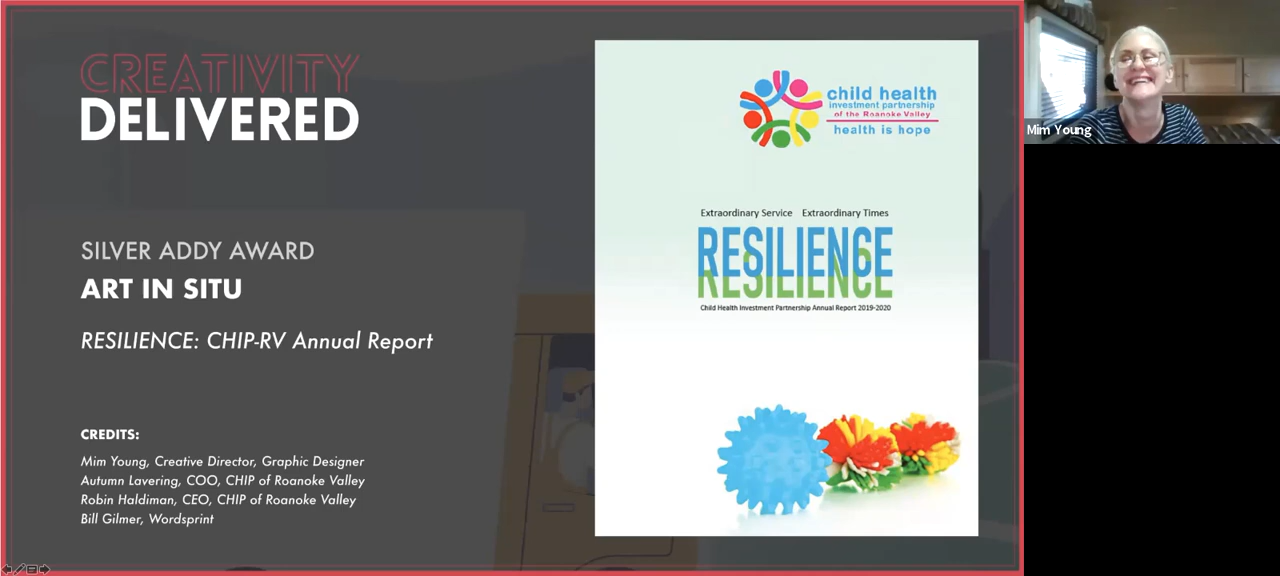 CREATIVITY
DELIVERED
SILVER ADDY AWARD
ART IN SITU
RESILIENCE: CHIP-RV Annual Report
CREDITS:
Mim Young, Creative Director, Graphic Designer
Autumn Lavering, COO, CHIP of Roanoke Valley
Robin Haldiman, CEO, CHIP of Roanoke Valley
Bill Gilmer, Wordsprint
child health
investment partnership
of the Roanoke Valley
health is hope
Extraordinary Service Extraordinary Times
RESILIENCE
RESILIENCE
Child Health Investment Partnership Annual Report 2019-2020
Mim Young